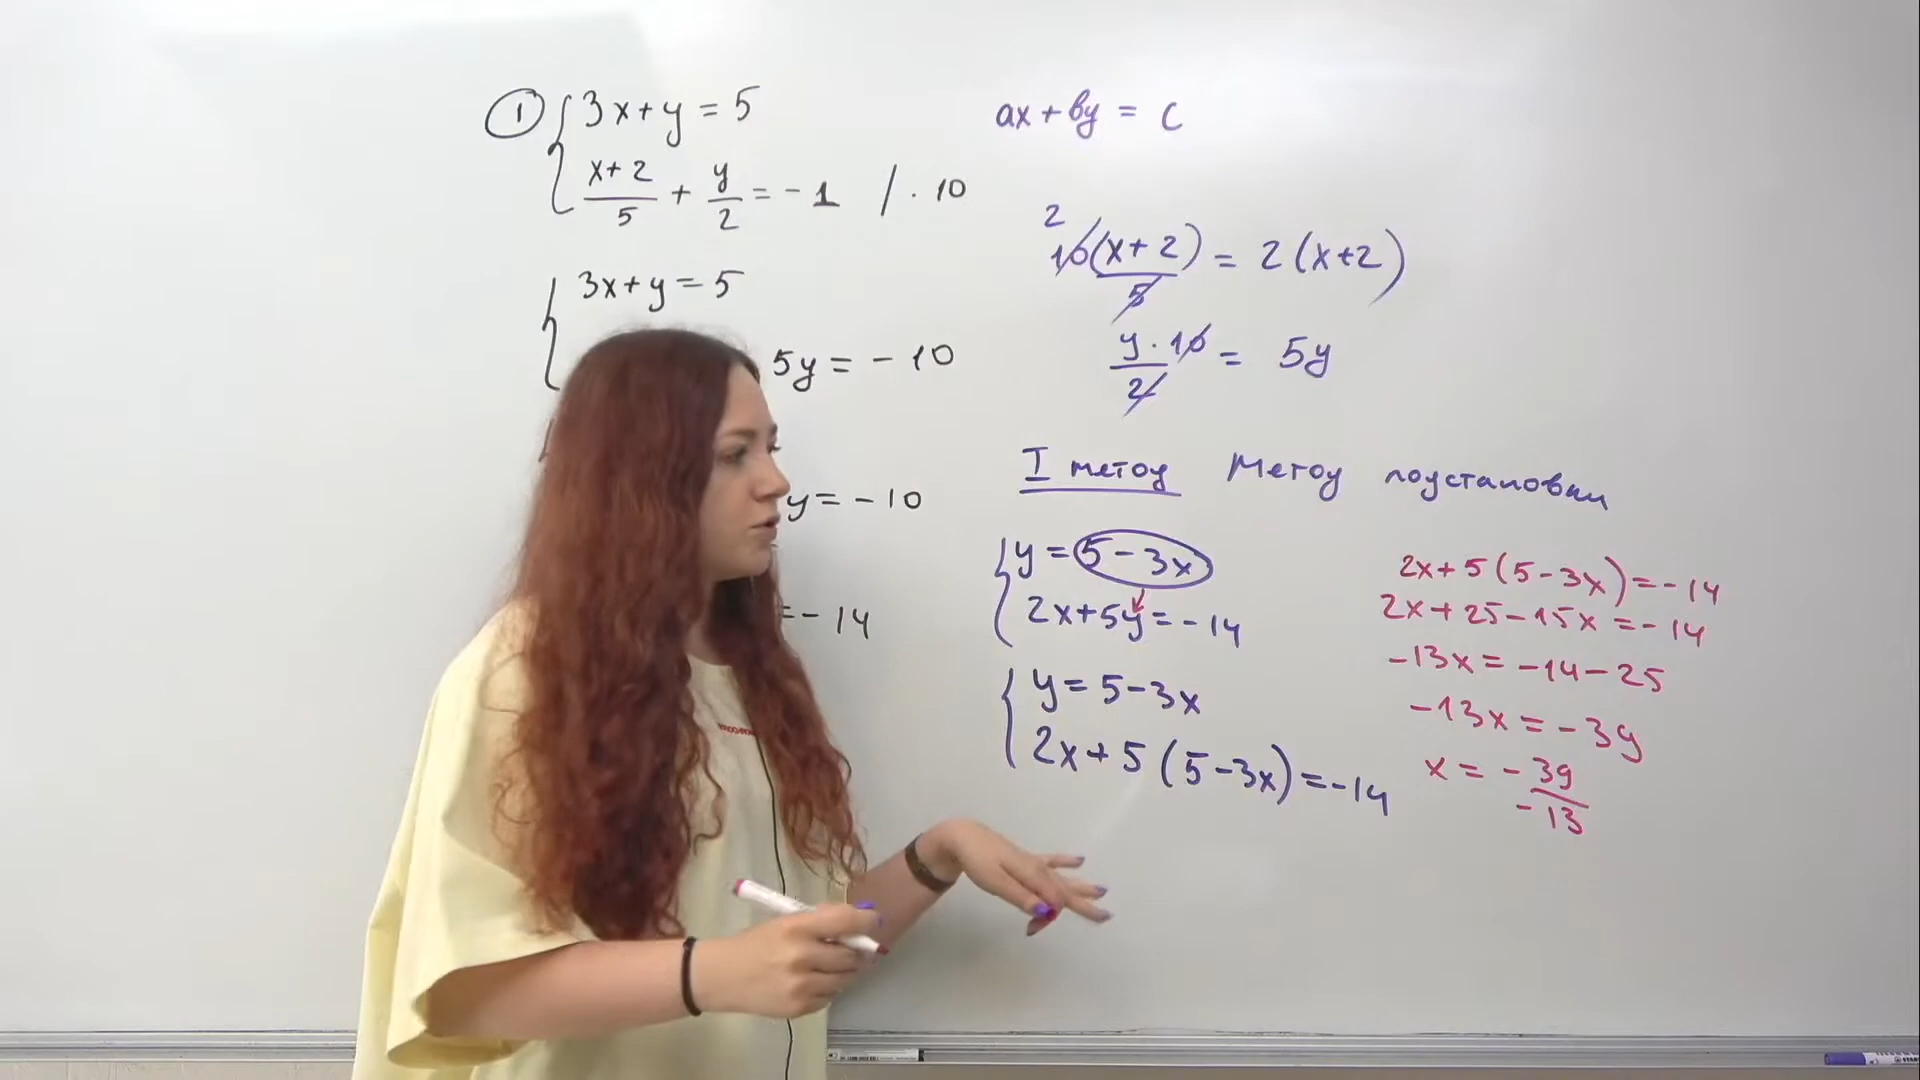 ① 3x+y=5
x+2/5 + y/2 = -1 / · 10
3x+y=5
5y = -10
y = -10
= -14
ax + by = c
2
10(x+2)/5 = 2(x+2)
y · 10/2 = 5y
I метод Метод подстановки
y = 5-3x
2x+5y = -14
y = 5-3x
2x+5(5-3x) = -14
2x+5(5-3x) = -14
2x+25-15x = -14
-13x = -14-25
-13x = -39
x = -39/-13